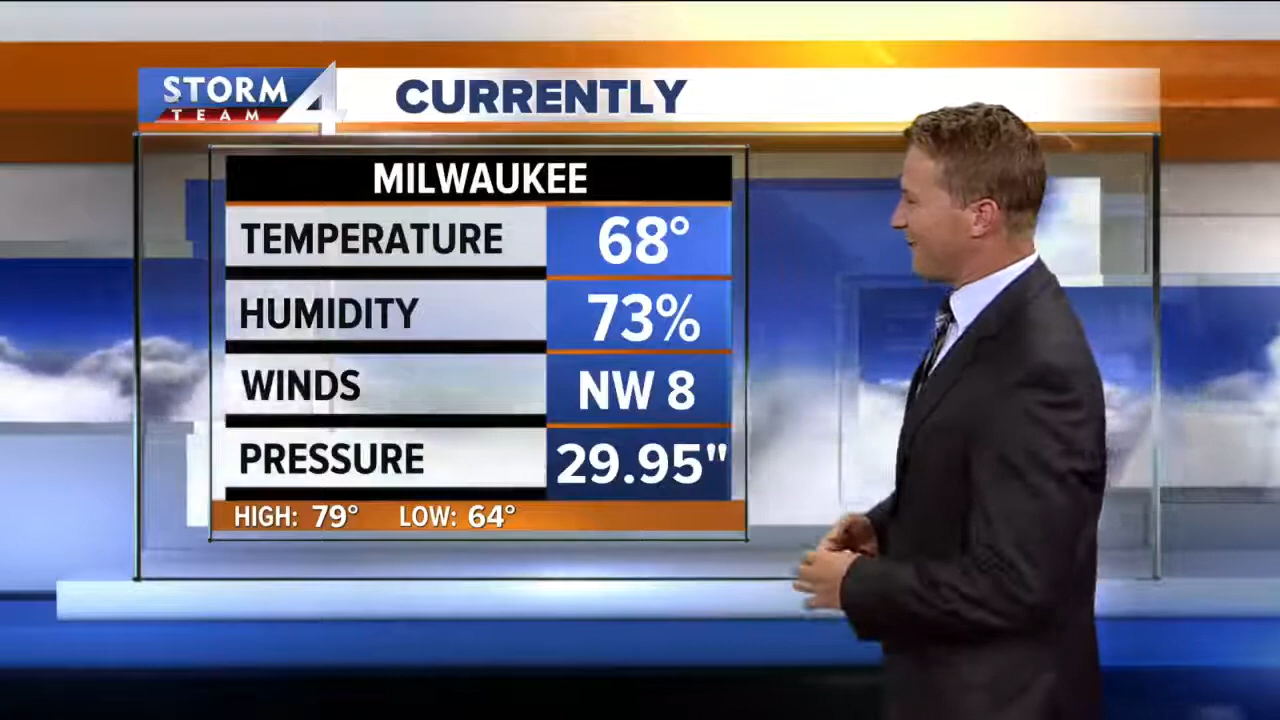 STORM
TEAM
4
CURRENTLY
MILWAUKEE
TEMPERATURE 68°
HUMIDITY 73%
WINDS NW 8
PRESSURE 29.95"
HIGH: 79° LOW: 64°